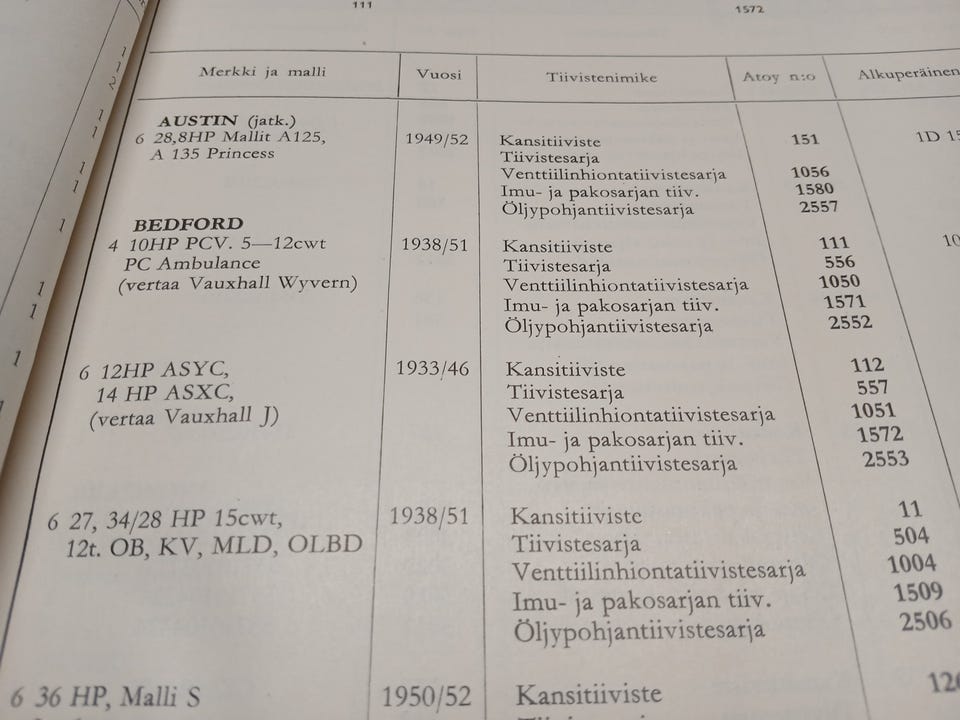 111 1572
Merkki ja malli Vuosi Tiivistenimike Atoy n:o Alkuperäinen
AUSTIN (jatk.)
6 28,8HP Mallit A125, 1949/52 Kansitiiviste 151 1D
A 135 Princess Tiivistesarja
Venttiilinhiontatiivistesarja 1056
Imu- ja pakosarjan tiiv. 1580
Öljypohjantiivistesarja 2557
BEDFORD
4 10HP PCV. 5—12cwt 1938/51 Kansitiiviste 111
PC Ambulance Tiivistesarja 556
(vertaa Vauxhall Wyvern) Venttiilinhiontatiivistesarja 1050
Imu- ja pakosarjan tiiv. 1571
Öljypohjantiivistesarja 2552
6 12HP ASYC, 1933/46 Kansitiiviste 112
14 HP ASXC, Tiivistesarja 557
(vertaa Vauxhall J) Venttiilinhiontatiivistesarja 1051
Imu- ja pakosarjan tiiv. 1572
Öljypohjantiivistesarja 2553
6 27, 34/28 HP 15cwt, 1938/51 Kansitiiviste 11
12t. OB, KV, MLD, OLBD Tiivistesarja 504
Venttiilinhiontatiivistesarja 1004
Imu- ja pakosarjan tiiv. 1509
Öljypohjantiivistesarja 2506
6 36 HP, Malli S 1950/52 Kansitiiviste